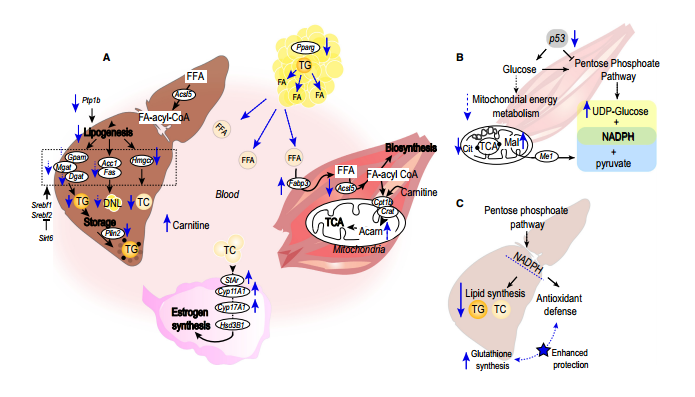 A
Pparg
TG
FA
FA
FA
FFA
Acsl5
FA-acyl-CoA
Ptp1b
Lipogenesis
Gpam
Mgat
Dgat
Acc1
Fas
Hmgcr
TG
DNL
TC
Srebf1
Srebf2
Sirt6
Storage
Plin2
TG
FFA
FFA
FFA
Blood
Carnitine
TC
StAr
Cyp11A1
Cyp17A1
Hsd3B1
Estrogen
synthesis
Biosynthesis
Fabp3
FFA
Acsl5
FA-acyl CoA
Carnitine
Cpt1b
Crat
TCA
Acarn
Mitochondria
B
p53
Glucose
Pentose Phosphate
Pathway
Mitochondrial energy
metabolism
Cit
TCA
Mal
Me1
UDP-Glucose
+
NADPH
+
pyruvate
C
Pentose phosphate
pathway
NADPH
Lipid synthesis
TG
TC
Antioxidant
defense
Glutathione
synthesis
Enhanced
protection